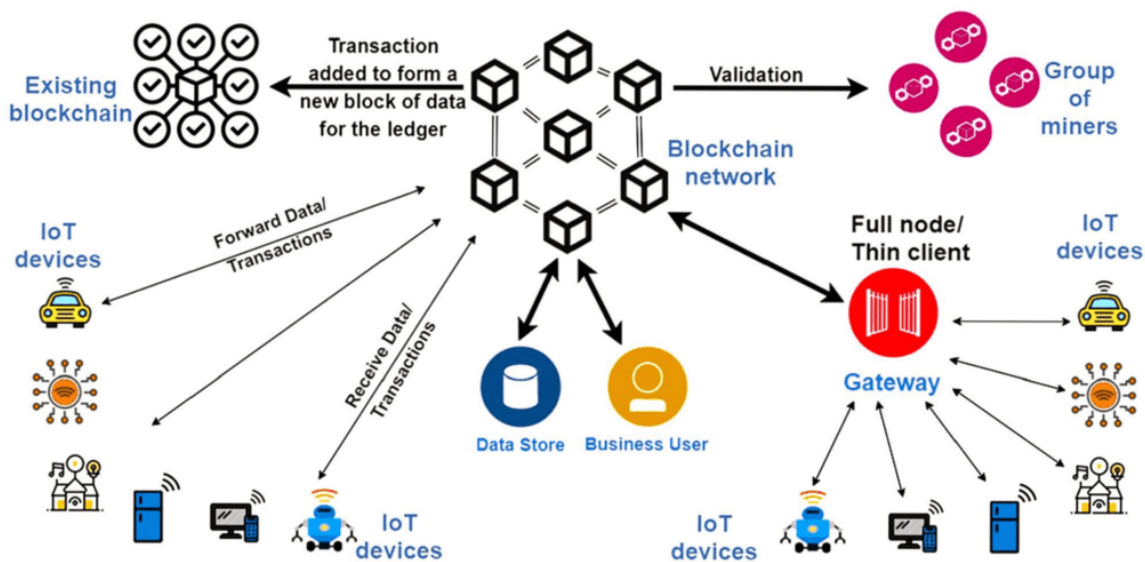 Existing
blockchain
Transaction
added to form a
new block of data
for the ledger
Validation
Group
of
miners
Blockchain
network
IoT
devices
Forward Data/
Transactions
Receive Data/
Transactions
Full node/
Thin client
IoT
devices
Gateway
Data Store
Business User
IoT
devices
IoT
devices